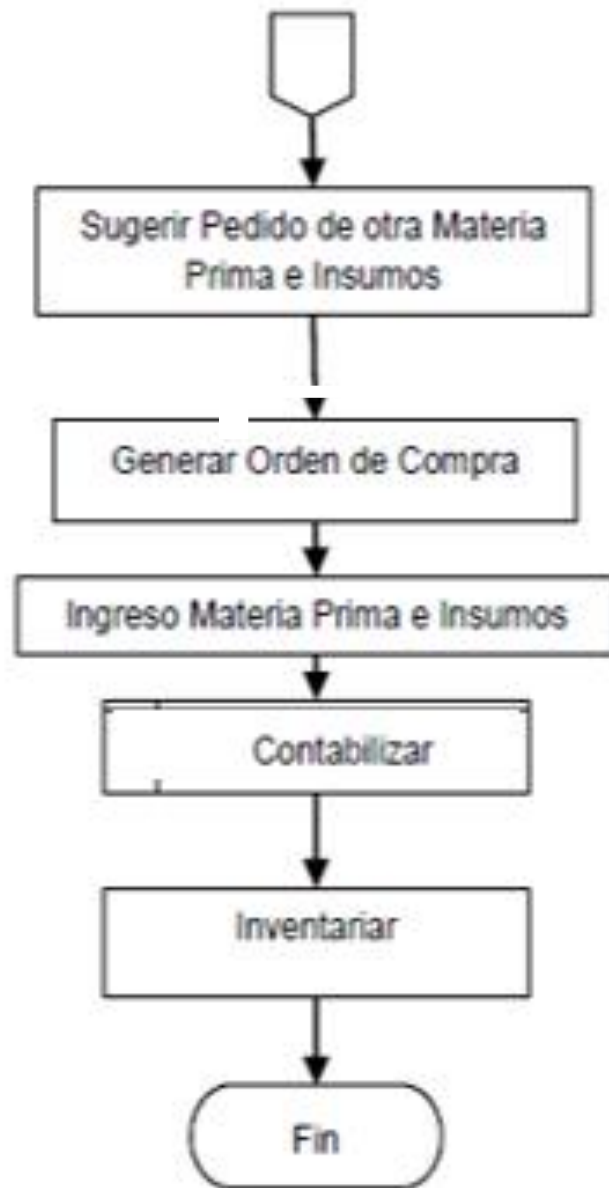 Sugerir Pedido de otra Materia
Prima e Insumos
Generar Orden de Compra
Ingreso Materia Prima e Insumos
Contabilizar
Inventariar
Fin